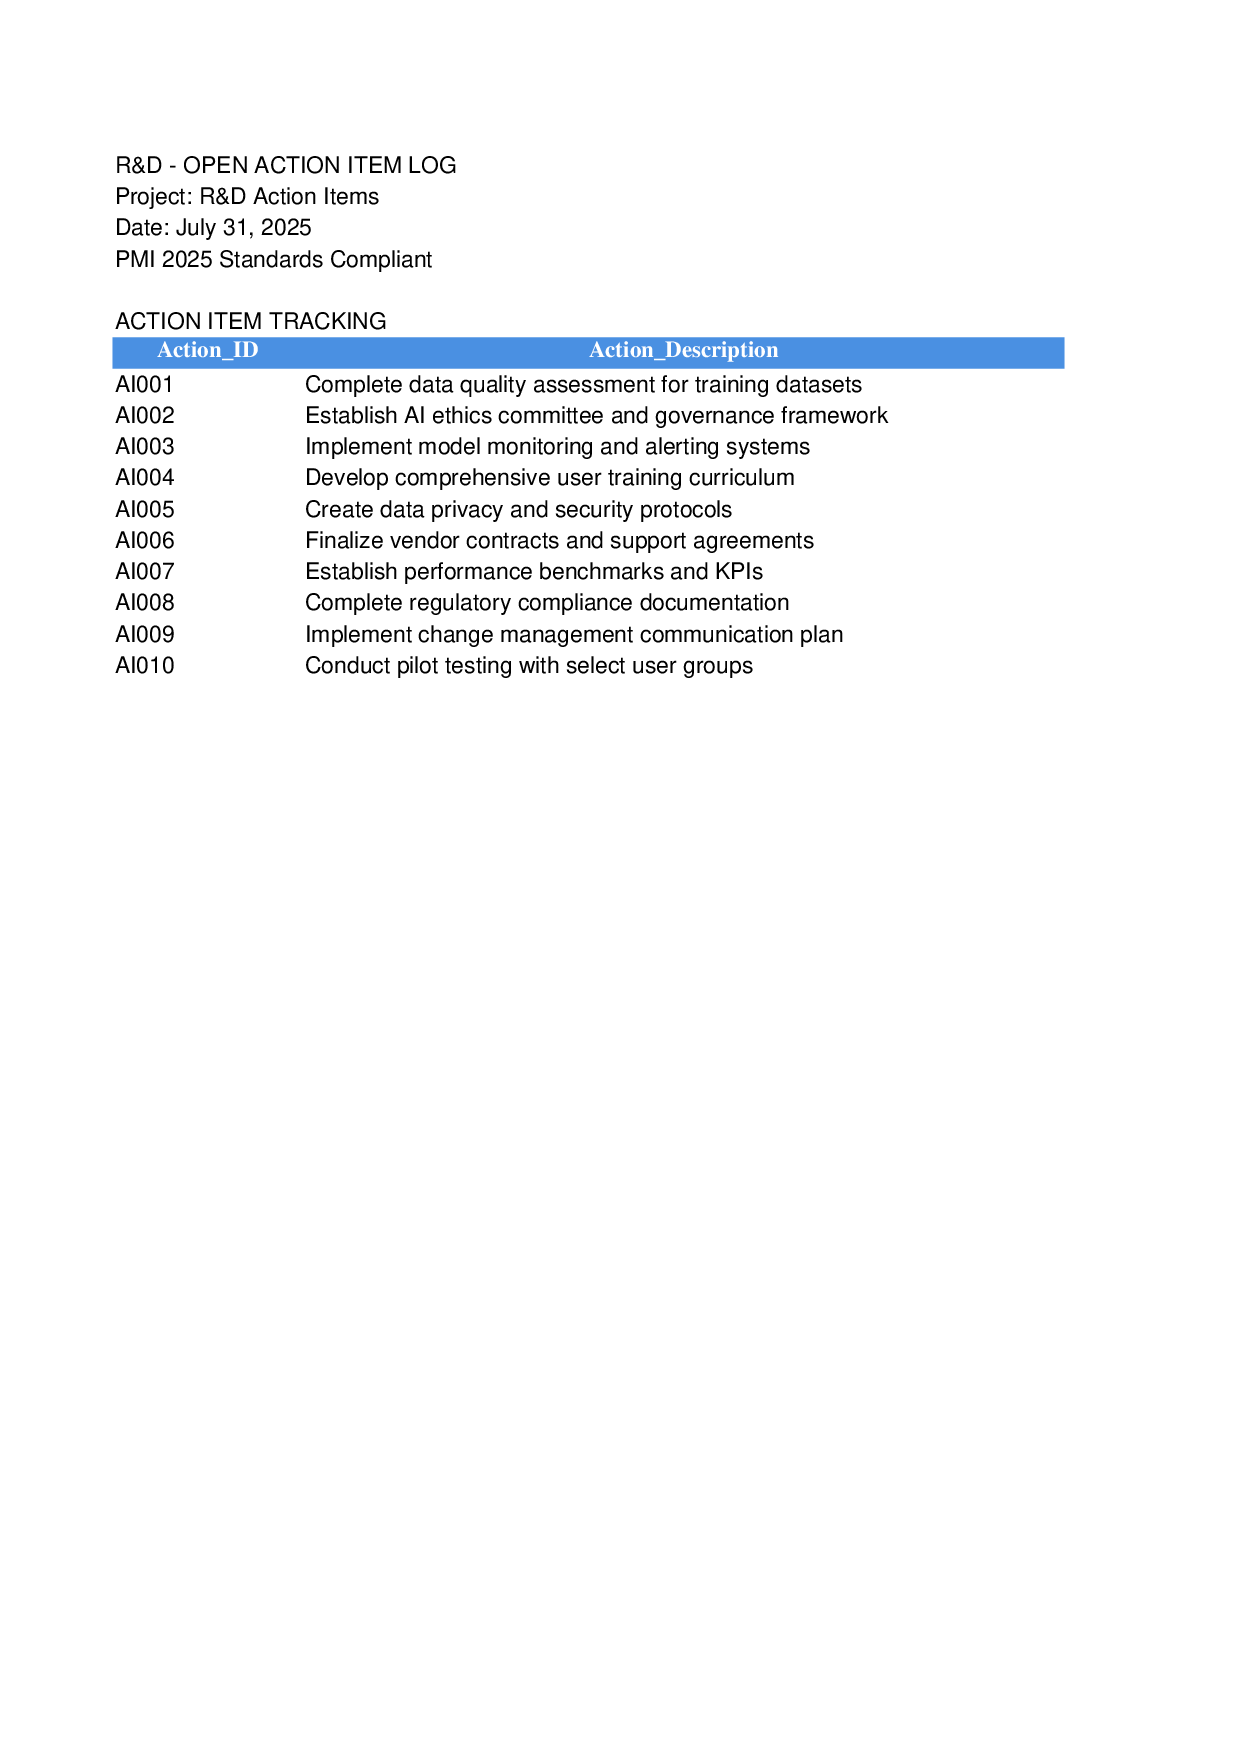 R&D - OPEN ACTION ITEM LOG
Project: R&D Action Items
Date: July 31, 2025
PMI 2025 Standards Compliant
ACTION ITEM TRACKING
Action_ID Action_Description
AI001 Complete data quality assessment for training datasets
AI002 Establish AI ethics committee and governance framework
AI003 Implement model monitoring and alerting systems
AI004 Develop comprehensive user training curriculum
AI005 Create data privacy and security protocols
AI006 Finalize vendor contracts and support agreements
AI007 Establish performance benchmarks and KPIs
AI008 Complete regulatory compliance documentation
AI009 Implement change management communication plan
AI010 Conduct pilot testing with select user groups